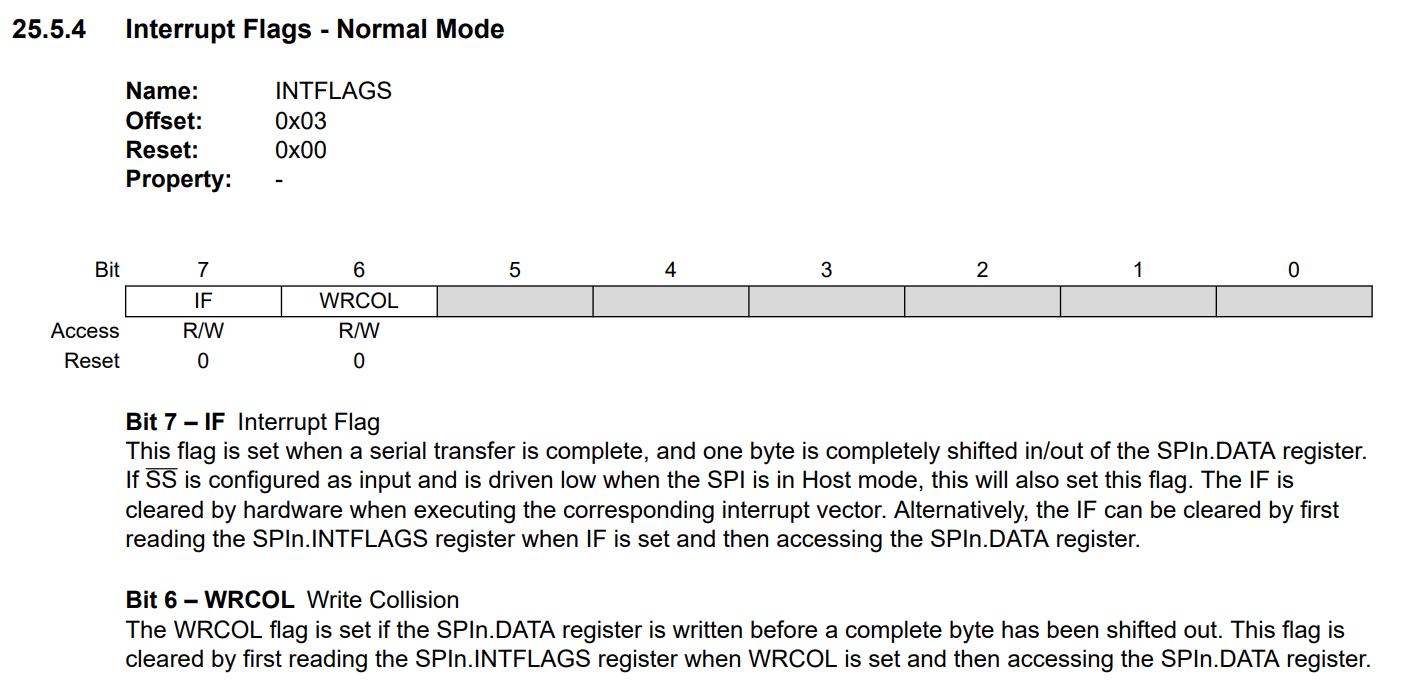 25.5.4 Interrupt Flags - Normal Mode
Name: INTFLAGS
Offset: 0x03
Reset: 0x00
Property: -
Bit 7 6 5 4 3 2 1 0
IF WRCOL
Access R/W R/W
Reset 0 0
Bit 7 – IF Interrupt Flag
This flag is set when a serial transfer is complete, and one byte is completely shifted in/out of the SPIn.DATA register.
If S̅S̅ is configured as input and is driven low when the SPI is in Host mode, this will also set this flag. The IF is
cleared by hardware when executing the corresponding interrupt vector. Alternatively, the IF can be cleared by first
reading the SPIn.INTFLAGS register when IF is set and then accessing the SPIn.DATA register.
Bit 6 – WRCOL Write Collision
The WRCOL flag is set if the SPIn.DATA register is written before a complete byte has been shifted out. This flag is
cleared by first reading the SPIn.INTFLAGS register when WRCOL is set and then accessing the SPIn.DATA register.